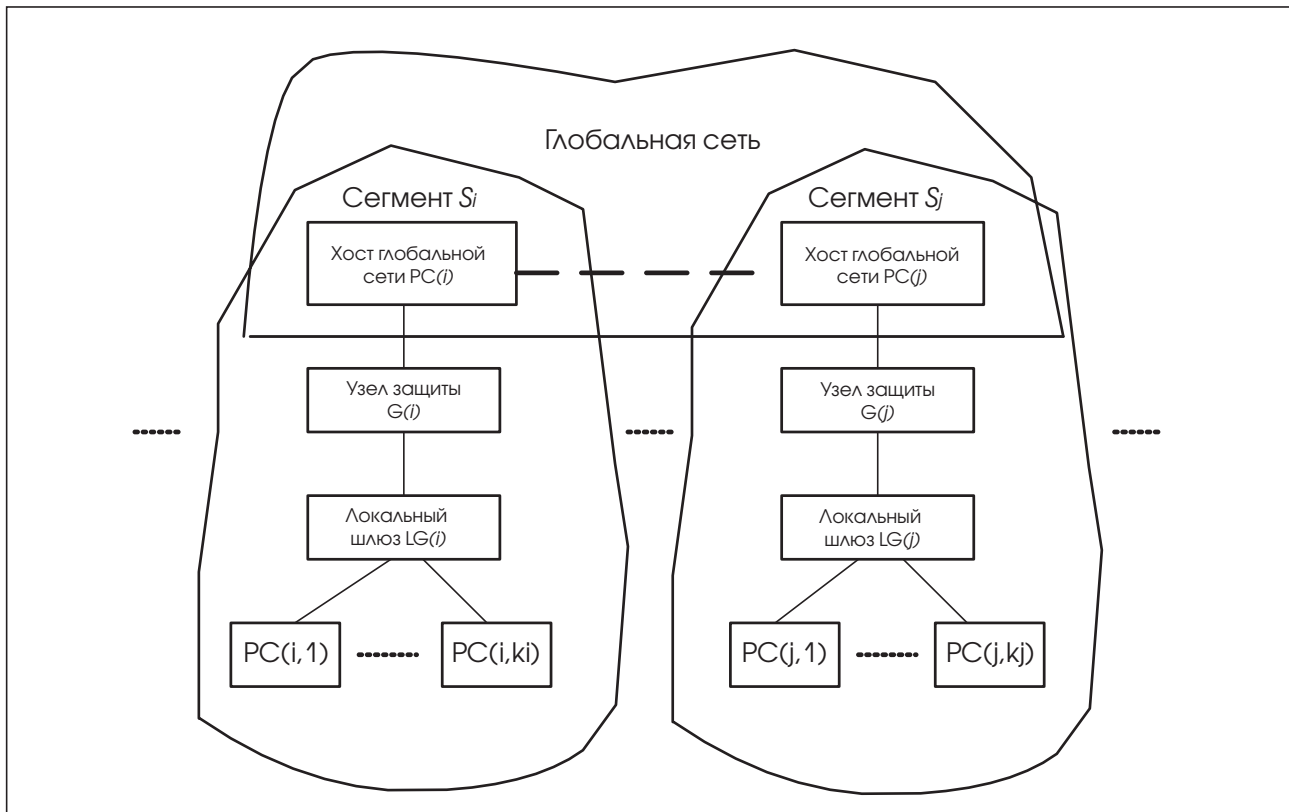 Глобальная сеть
Сегмент Si
Сегмент Sj
Хост глобальной
сети PC(i)
Хост глобальной
сети PC(j)
Узел защиты
G(i)
Узел защиты
G(j)
Локальный
шлюз LG(i)
Локальный
шлюз LG(j)
PC(i,1)
PC(i,ki)
PC(j,1)
PC(j,kj)